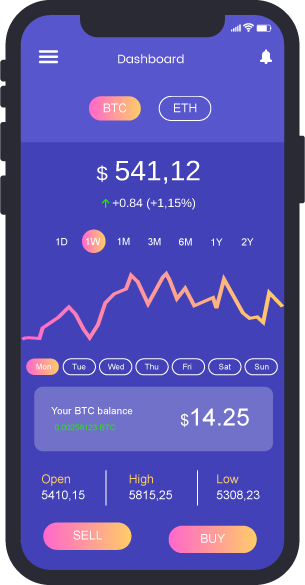 Dashboard
BTC ETH
$ 541,12
+0.84 (+1,15%)
1D 1W 1M 3M 6M 1Y 2Y
Mon Tue Wed Thu Fri Sat Sun
Your BTC balance
$14.25
BTC
Open High Low
5410,15 5815,25 5308,23
SELL BUY